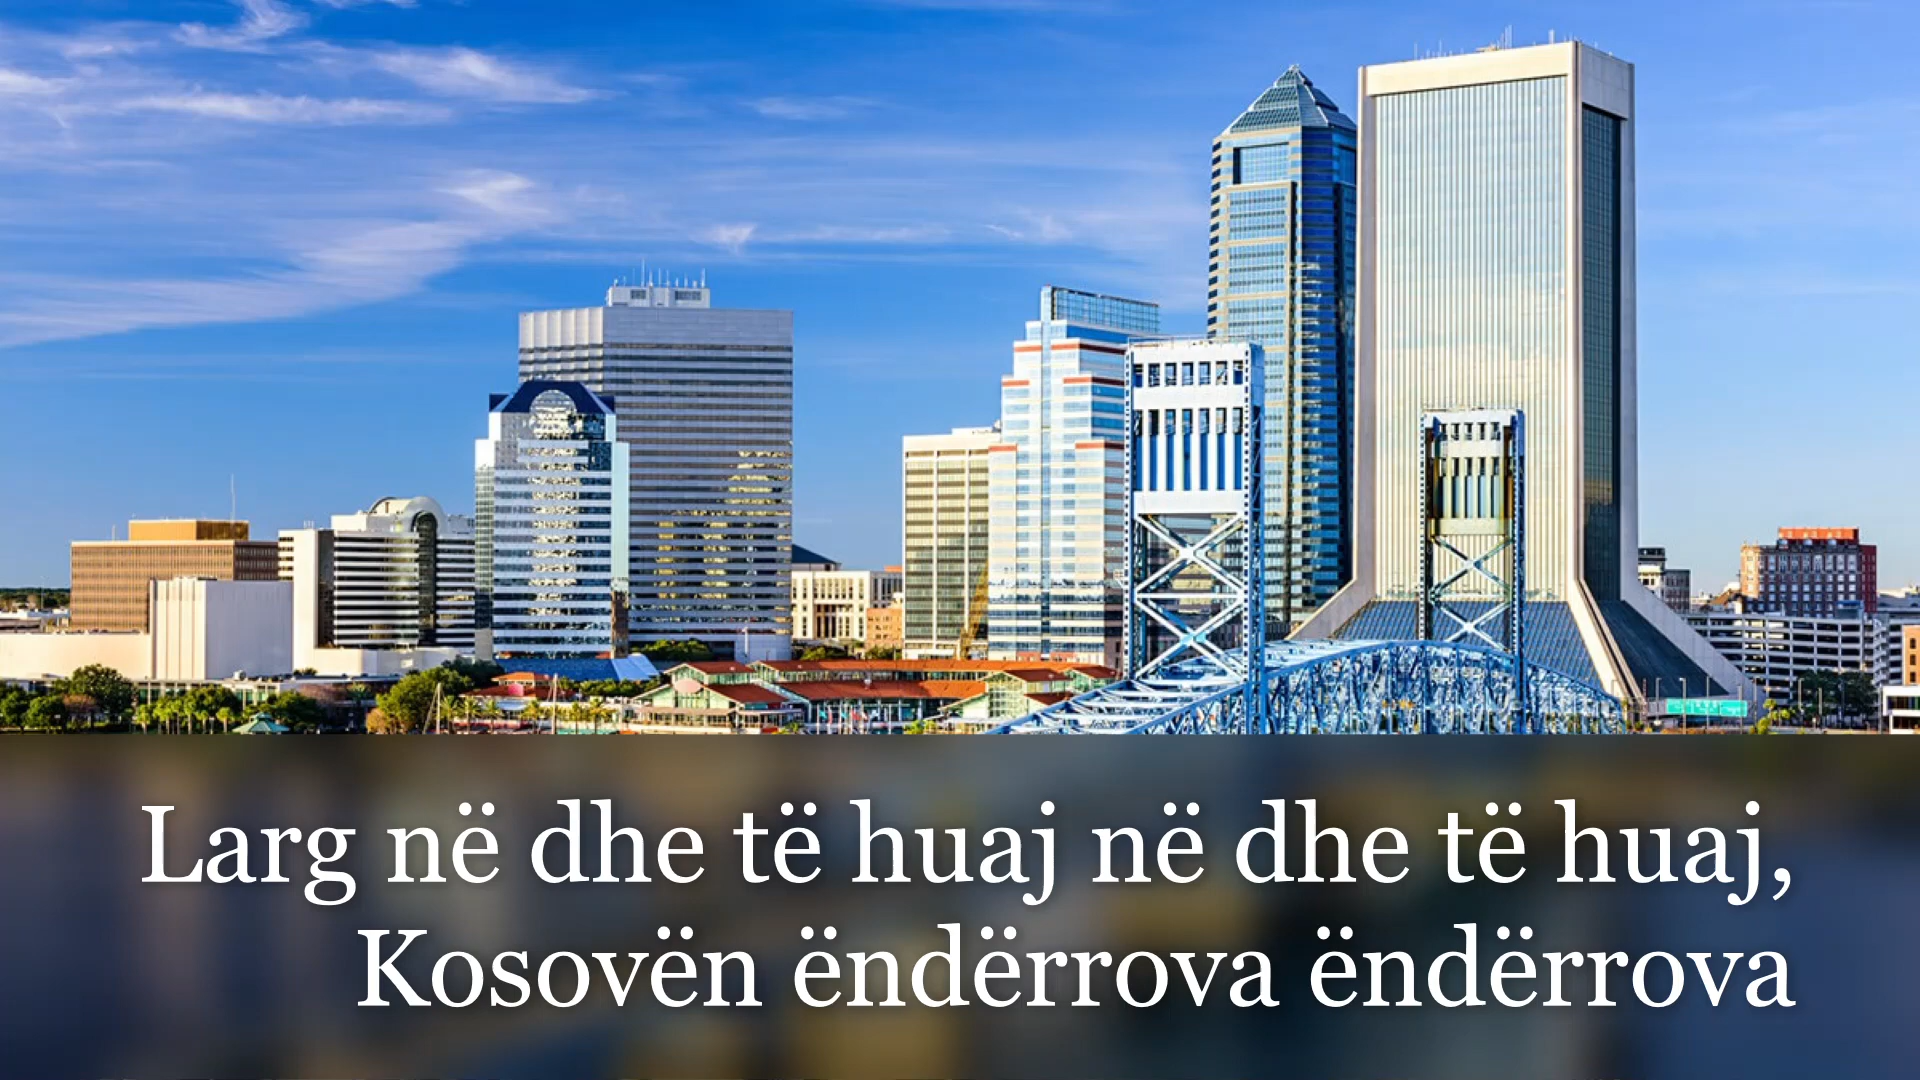 Larg në dhe të huaj në dhe të huaj,
Kosovën ëndërrova ëndërrova